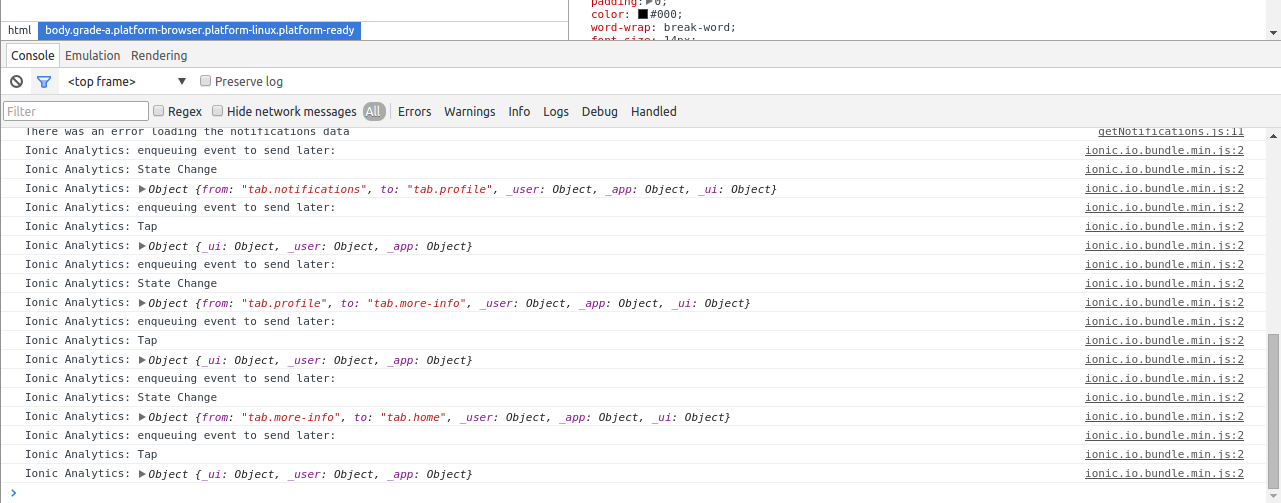 padding: 0;
html body.grade-a.platform-browser.platform-linux.platform-ready
color: #000;
word-wrap: break-word;
font-size: 14px;
Console Emulation Rendering
<top frame> Preserve log
Filter Regex Hide network messages All Errors Warnings Info Logs Debug Handled
There was an error loading the notifications data getNotifications.js:11
Ionic Analytics: enqueuing event to send later: ionic.io.bundle.min.js:2
Ionic Analytics: State Change ionic.io.bundle.min.js:2
Ionic Analytics: Object {from: "tab.notifications", to: "tab.profile", _user: Object, _app: Object, _ui: Object} ionic.io.bundle.min.js:2
Ionic Analytics: enqueuing event to send later: ionic.io.bundle.min.js:2
Ionic Analytics: Tap ionic.io.bundle.min.js:2
Ionic Analytics: Object {_ui: Object, _user: Object, _app: Object} ionic.io.bundle.min.js:2
Ionic Analytics: enqueuing event to send later: ionic.io.bundle.min.js:2
Ionic Analytics: State Change ionic.io.bundle.min.js:2
Ionic Analytics: Object {from: "tab.profile", to: "tab.more-info", _user: Object, _app: Object, _ui: Object} ionic.io.bundle.min.js:2
Ionic Analytics: enqueuing event to send later: ionic.io.bundle.min.js:2
Ionic Analytics: Tap ionic.io.bundle.min.js:2
Ionic Analytics: Object {_ui: Object, _user: Object, _app: Object} ionic.io.bundle.min.js:2
Ionic Analytics: enqueuing event to send later: ionic.io.bundle.min.js:2
Ionic Analytics: State Change ionic.io.bundle.min.js:2
Ionic Analytics: Object {from: "tab.more-info", to: "tab.home", _user: Object, _app: Object, _ui: Object} ionic.io.bundle.min.js:2
Ionic Analytics: enqueuing event to send later: ionic.io.bundle.min.js:2
Ionic Analytics: Tap ionic.io.bundle.min.js:2
Ionic Analytics: Object {_ui: Object, _user: Object, _app: Object} ionic.io.bundle.min.js:2